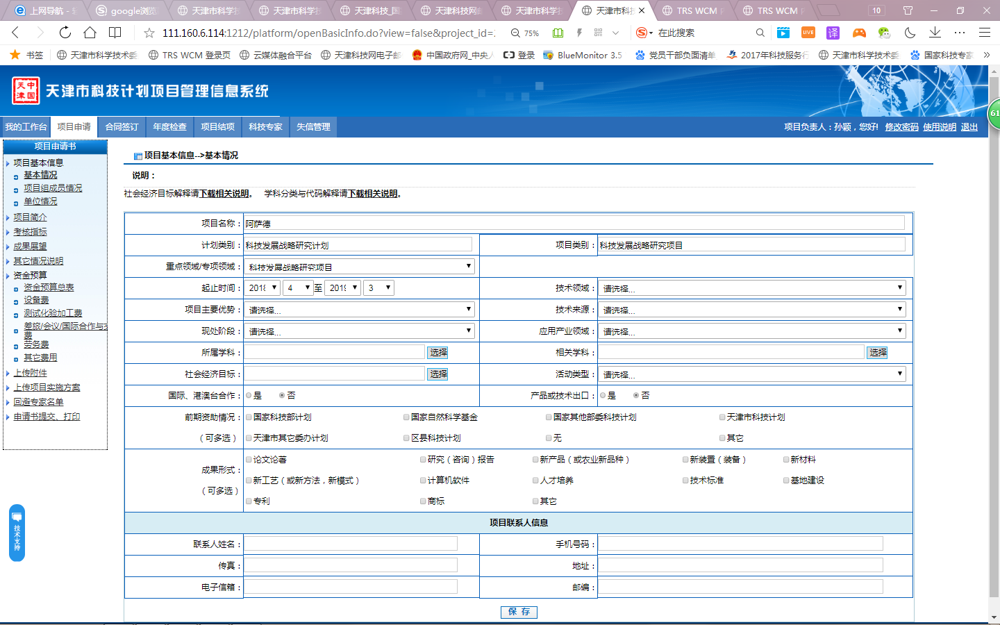 上网导航 - 
google浏览
天津市科学技
天津市科学技
天津科技_国
天津科技网邮
天津市科学技
天津市科技
TRS WCM
TRS WCM
10
111.160.6.114:1212/platform/openBasicInfo.do?view=false&project_id=
75%
LIVE
译
在此搜索
书签
天津市科学技术委
TRS WCM 登录页
云媒体融合平台
天津科技网电子邮
中国政府网_中央人
登录
BlueMonitor 3.5
党员干部负面清单
2017年科技服务行
天津市科学技术委
国家科技专家
中国天津
天津市科技计划项目管理信息系统
61
我的工作台 项目申请 合同签订 年度检查 项目结项 科技专家 失信管理
项目负责人：孙颖，您好! 修改密码 使用说明 退出
项目申请书
项目基本信息
基本情况
项目组成员情况
单位情况
项目简介
考核指标
成果展望
其它情况说明
资金预算
资金预算总表
设备费
测试化验加工费
差旅/会议/国际合作与交
费
劳务费
其它费用
上传附件
上传项目实施方案
回避专家名单
申请书提交、打印
技术支持
项目基本信息-->基本情况
说明：
社会经济目标解释请下载相关说明。 学科分类与代码解释请下载相关说明。
项目名称： 阿萨德
计划类别： 科技发展战略研究计划 项目类别： 科技发展战略研究项目
重点领域/专项领域： 科技发展战略研究项目
起止时间： 2018 4 至 2019 3 技术领域： 请选择...
项目主要优势： 请选择... 技术来源： 请选择...
现处阶段： 请选择... 应用产业领域： 请选择...
所属学科： 选择 相关学科： 选择
社会经济目标： 选择 活动类型： 请选择...
国际、港澳台合作： 是 否 产品或技术出口： 是 否
前期资助情况： 国家科技部计划 国家自然科学基金 国家其他部委科技计划 天津市科技计划
（可多选） 天津市其它委办计划 区县科技计划 无 其它
成果形式：
（可多选）
论文论著 研究（咨询）报告 新产品（或农业新品种） 新装置（装备） 新材料
新工艺（或新方法，新模式） 计算机软件 人才培养 技术标准 基地建设
专利 商标 其它
项目联系人信息
联系人姓名： 手机号码：
传真： 地址：
电子信箱： 邮编：
保 存